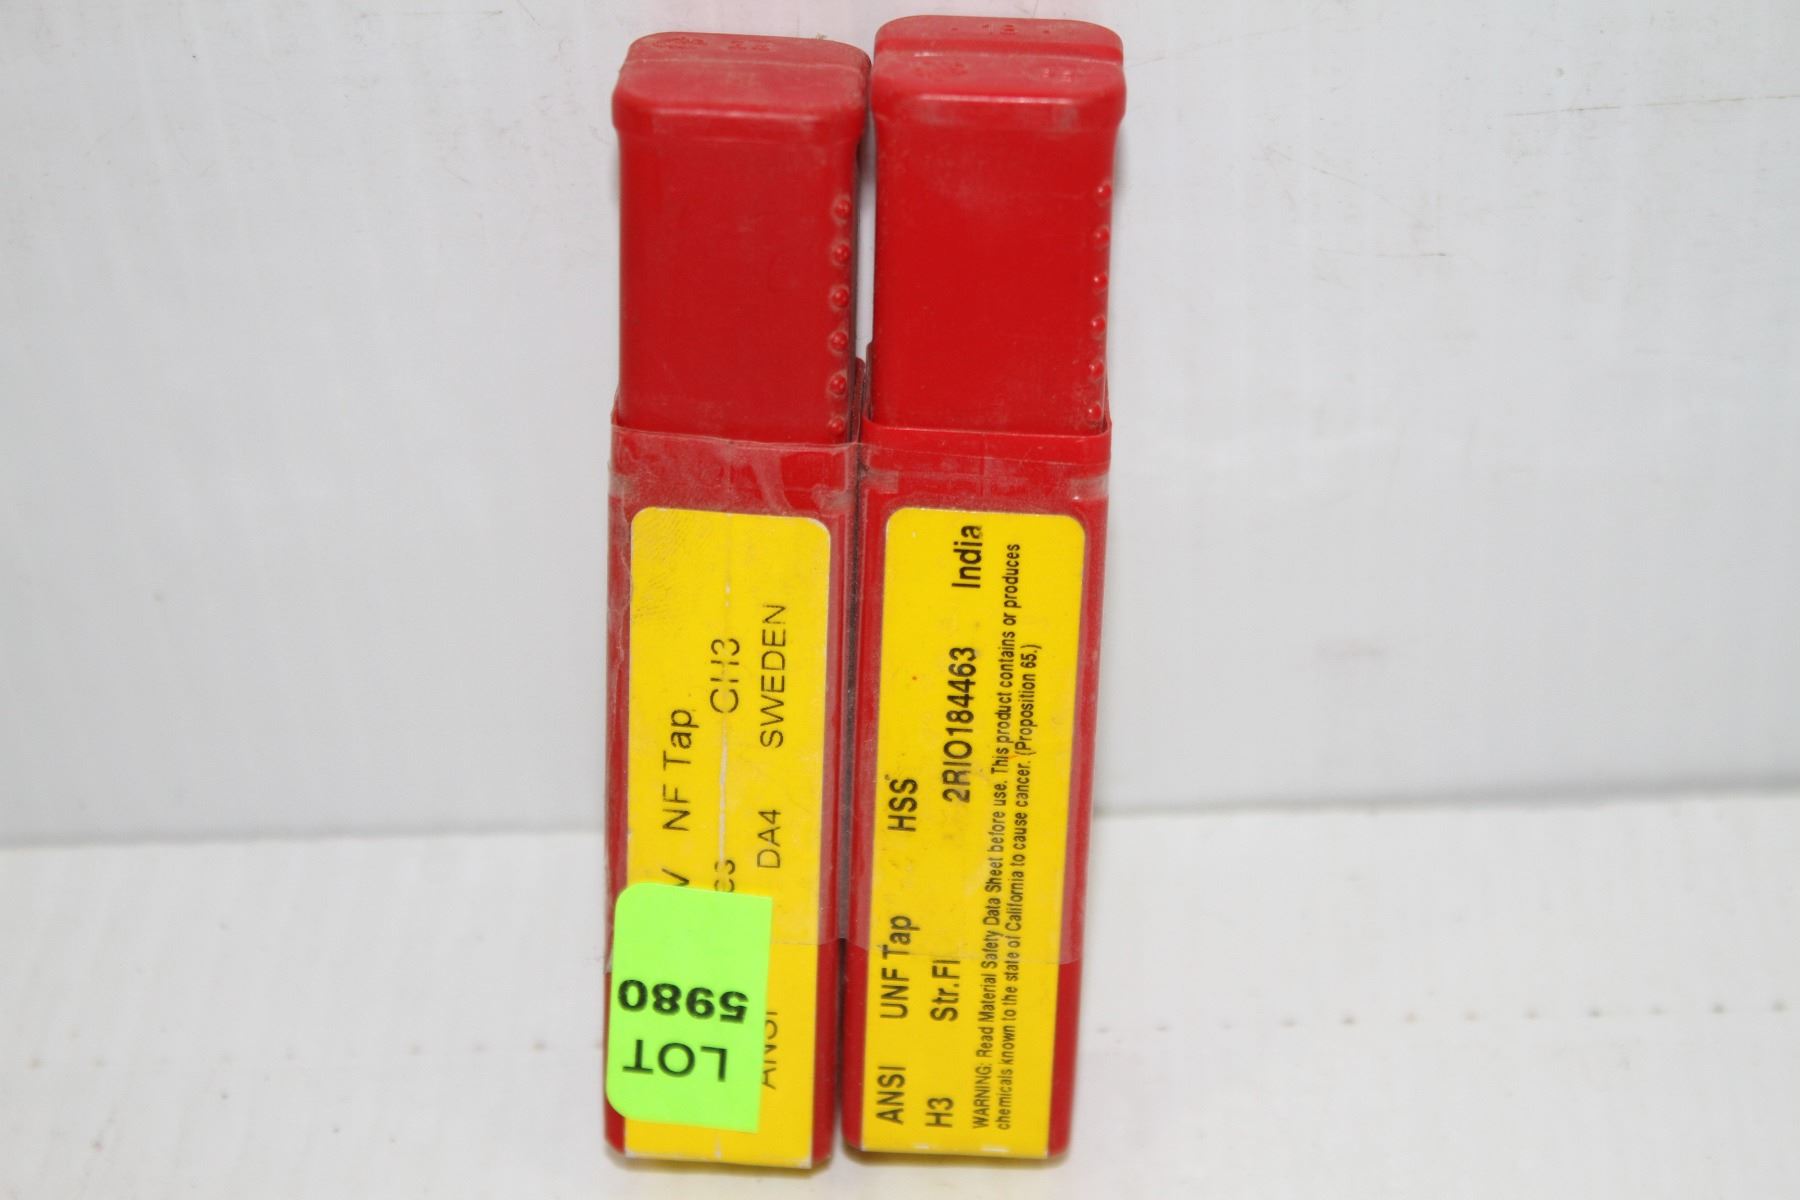 NF Tap
CH3
DA4 SWEDEN
ANSI
LOT
5980
ANSI UNF Tap HSS
H3 Str.Fl 2RIO184463 India
WARNING: Read Material Safety Data Sheet before use. This product contains or produces
chemicals known to the state of California to cause cancer. (Proposition 65.)